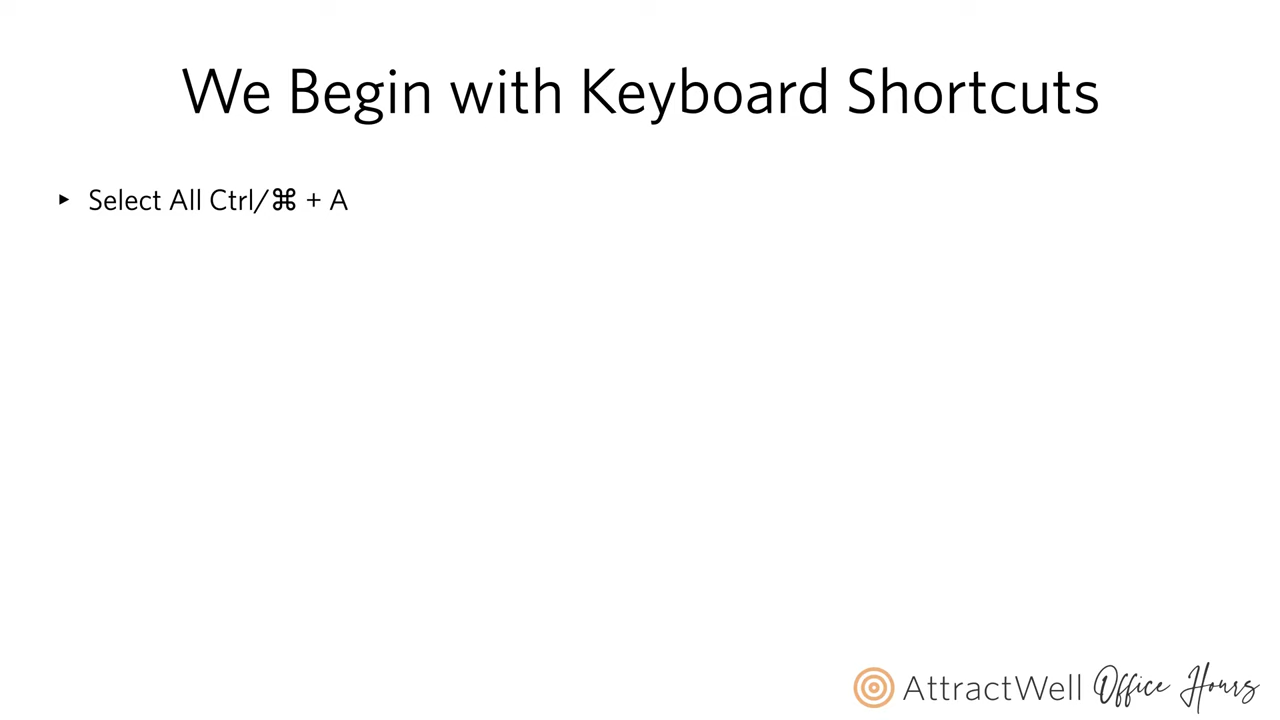 We Begin with Keyboard Shortcuts
▸ Select All Ctrl/⌘ + A
AttractWell Office Hours